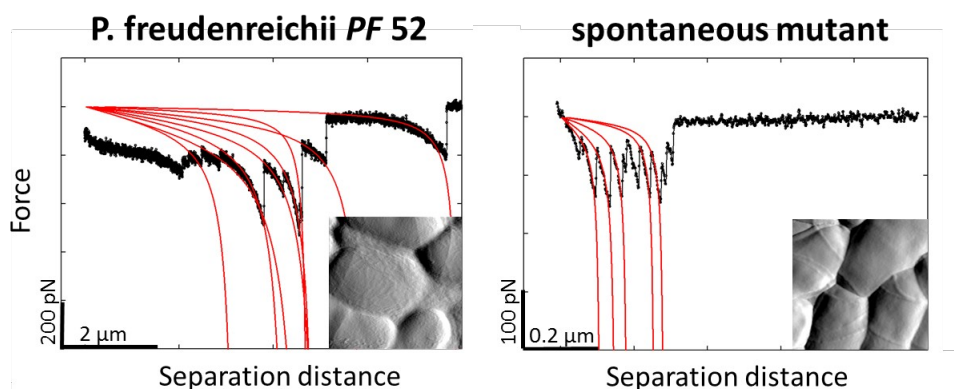 P. freudenreichii PF 52
spontaneous mutant
Force
200 pN
2 µm
Separation distance
100 pN
0.2 µm
Separation distance